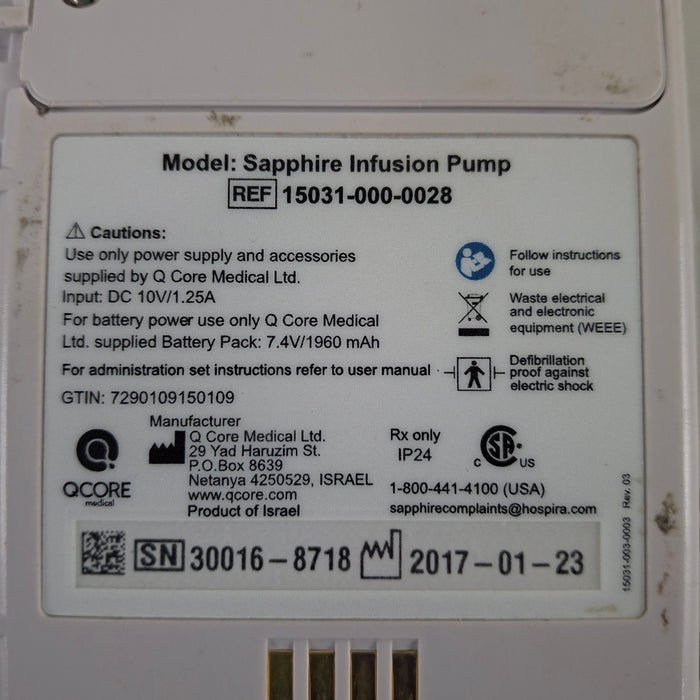 Model: Sapphire Infusion Pump
REF 15031-000-0028
Cautions:
Use only power supply and accessories
supplied by Q Core Medical Ltd.
Input: DC 10V/1.25A
For battery power use only Q Core Medical
Ltd. supplied Battery Pack: 7.4V/1960 mAh
For administration set instructions refer to user manual
GTIN: 7290109150109
Follow instructions
for use
Waste electrical
and electronic
equipment (WEEE)
Defibrillation
proof against
electric shock
QCORE
medical
Manufacturer
Q Core Medical Ltd.
29 Yad Haruzim St.
P.O.Box 8639
Netanya 4250529, ISRAEL
www.qcore.com
Product of Israel
Rx only
IP24
CSA
C US
1-800-441-4100 (USA)
sapphirecomplaints@hospira.com
SN 30016-8718 2017-01-23
15031-003-0003 Rev. 03